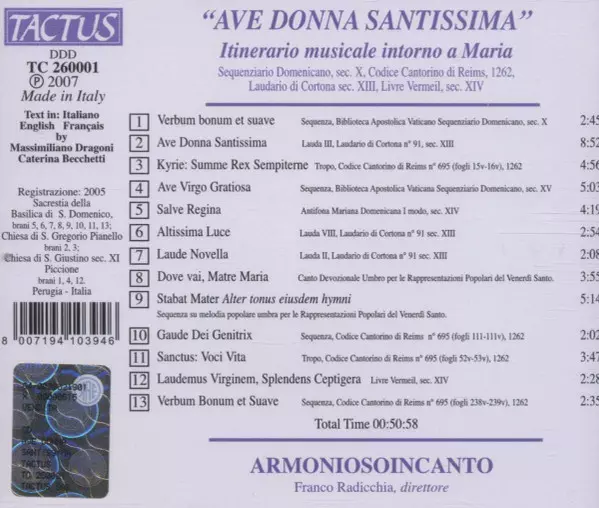 TACTUS
DDD
TC 260001
Ⓟ 2007
Made in Italy
Text in: Italiano
English Français
by
Massimiliano Dragoni
Caterina Becchetti
Registrazione: 2005
Sacrestia della
Basilica di S. Domenico,
brani 5, 6, 7, 8, 9, 10, 11, 13;
Chiesa di S. Gregorio Pianello
brani 2, 3;
Chiesa di S. Giustino sec. XI
Piccione
brani 1, 4, 12.
Perugia - Italia
8 007194 103946
TACTUS
"AVE DONNA SANTISSIMA"
Itinerario musicale intorno a Maria
Sequenziario Domenicano, sec. X, Codice Cantorino di Reims, 1262,
Laudario di Cortona sec. XIII, Livre Vermeil, sec. XIV
1 Verbum bonum et suave Sequenza, Biblioteca Apostolica Vaticano Sequenziario Domenicano, sec. X 2:45
2 Ave Donna Santissima Lauda III, Laudario di Cortona n° 91, sec. XIII 8:52
3 Kyrie: Summe Rex Sempiterne Tropo, Codice Cantorino di Reims n° 695 (fogli 15v-16v), 1262 4:56
4 Ave Virgo Gratiosa Sequenza, Biblioteca Apostolica Vaticana Sequenziario Domenicano, sec. XV 5:03
5 Salve Regina Antifona Mariana Domenicana I modo, sec. XIV 4:19
6 Altissima Luce Lauda VIII, Laudario di Cortona n° 91 sec. XIII 2:54
7 Laude Novella Lauda II, Laudario di Cortona n° 91 sec. XIII 2:08
8 Dove vai, Matre Maria Canto Devozionale Umbro per le Rappresentazioni Popolari del Venerdì Santo. 3:55
9 Stabat Mater Alter tonus eiusdem hymni 5:14
Sequenza su melodia popolare umbra per le Rappresentazioni Popolari del Venerdì Santo.
10 Gaude Dei Genitrix Sequenza, Codice Cantorino di Reims n° 695 (fogli 111-111v), 1262 2:02
11 Sanctus: Voci Vita Tropo, Codice Cantorino di Reims n° 695 (fogli 52v-53v), 1262 3:47
12 Laudemus Virginem, Splendens Ceptigera Livre Vermeil, sec. XIV 2:28
13 Verbum Bonum et Suave Sequenza, Codice Cantorino di Reims n° 695 (fogli 238v-239v), 1262 2:35
Total Time 00:50:58
ARMONIOSOINCANTO
Franco Radicchia, direttore